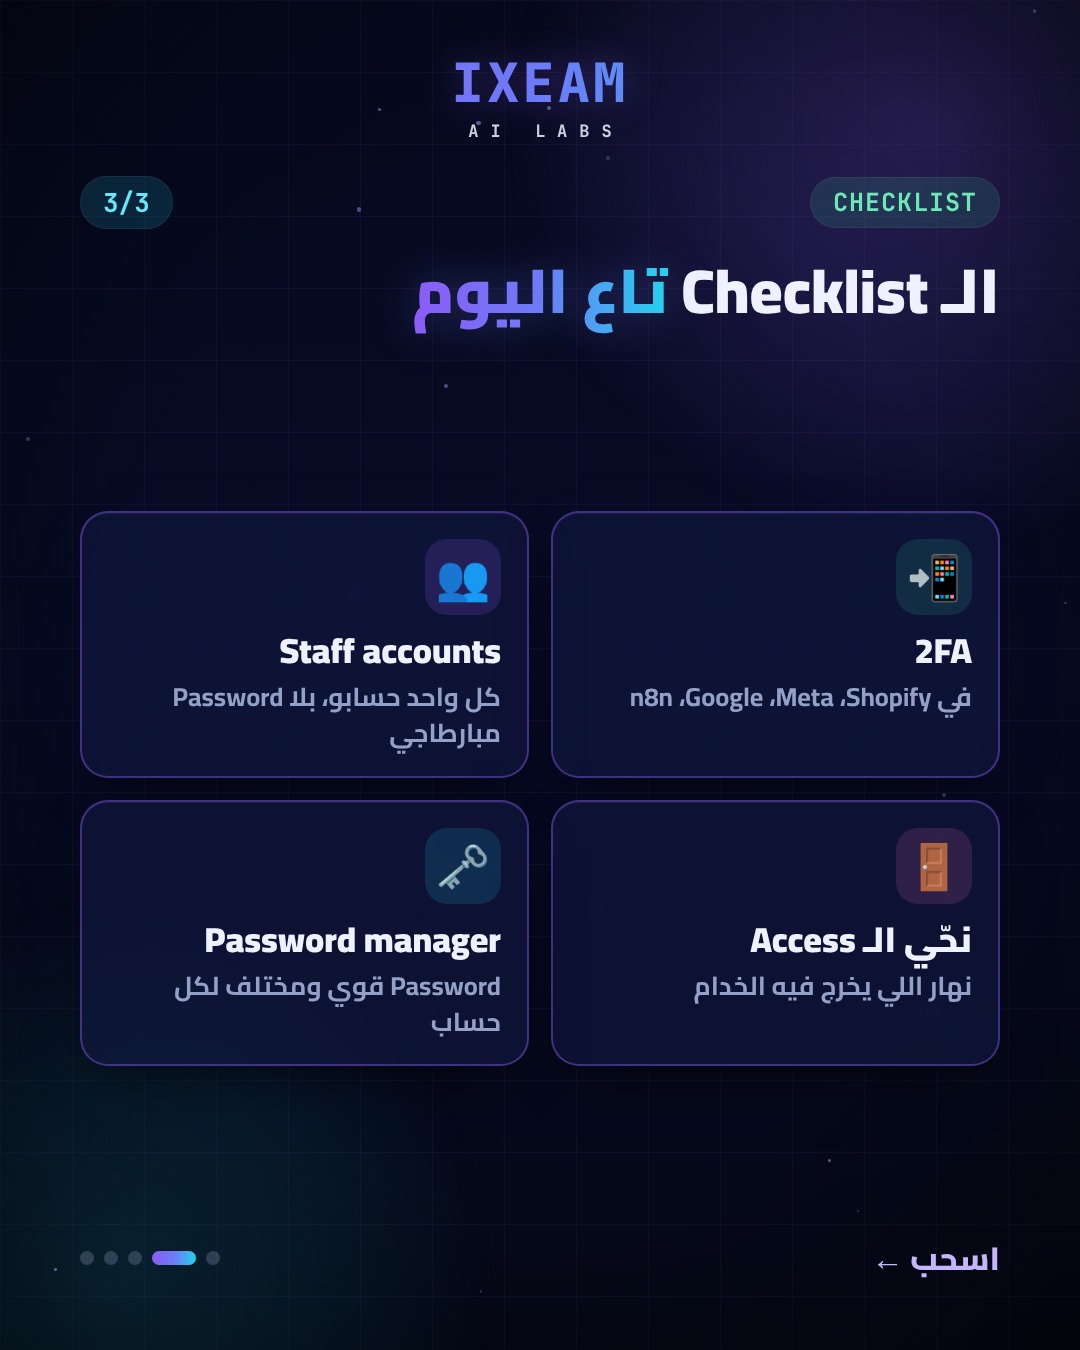 IXEAM
AI LABS
CHECKLIST
3/3
الـ Checklist تاع اليوم
2FA
في Shopify، Meta، Google، n8n
Staff accounts
كل واحد حسابو، بلا Password
مبارطاجي
نحّي الـ Access
نهار اللي يخرج فيه الخدام
Password manager
Password قوي ومختلف لكل
حساب
اسحب ←